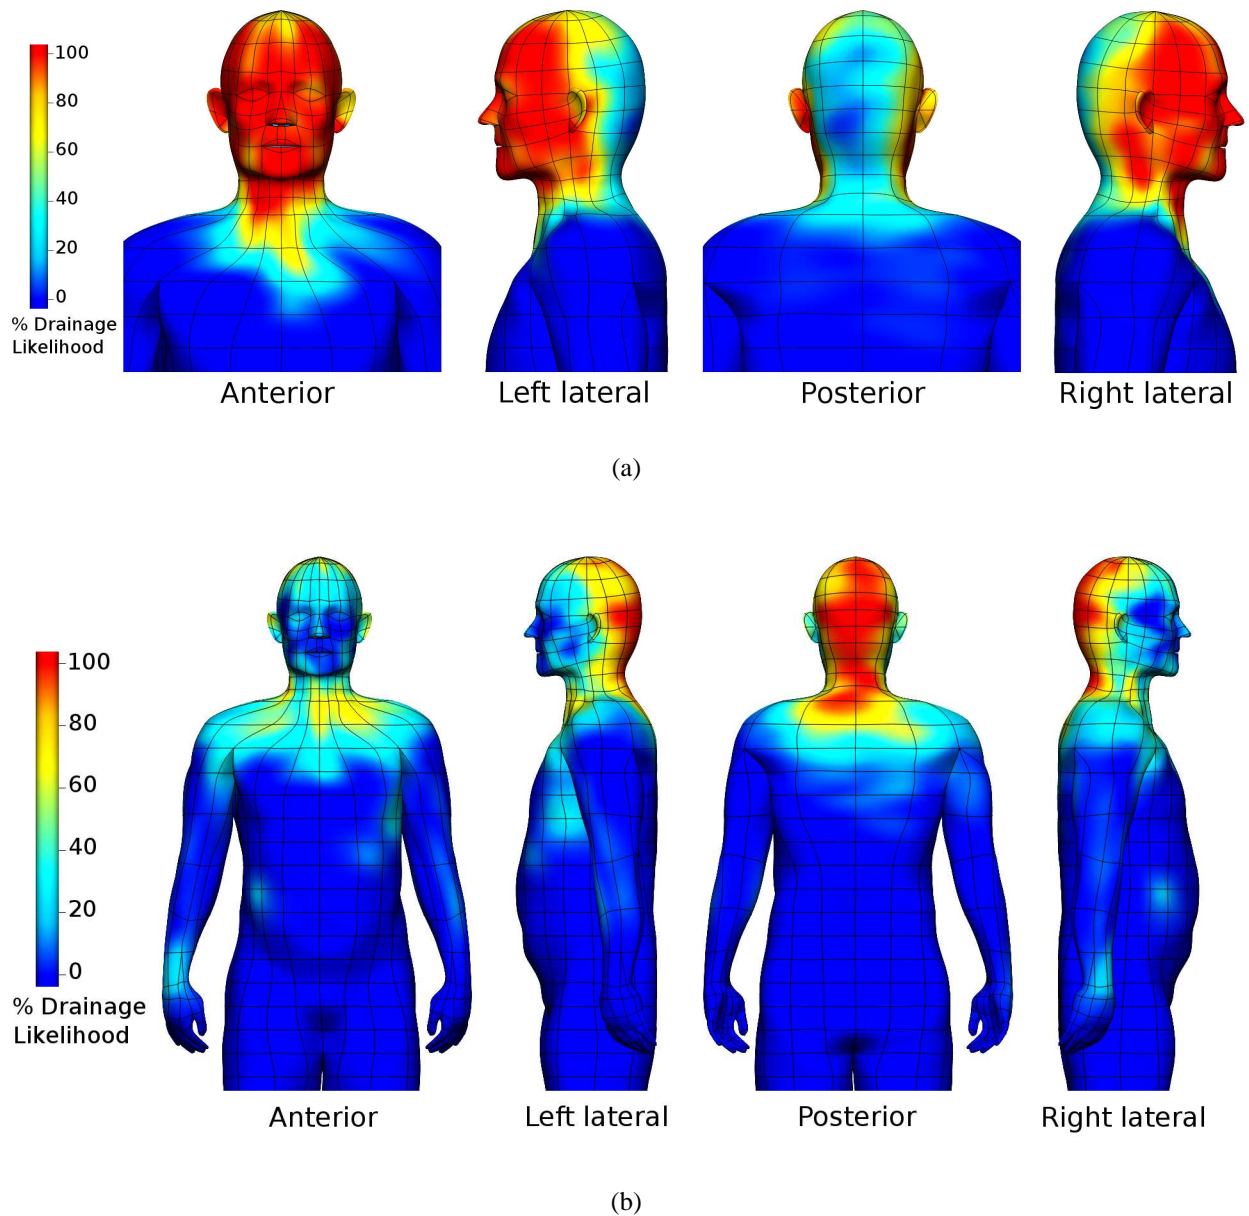 100
80
60
40
20
0
% Drainage
Likelihood
Anterior
Left lateral
Posterior
Right lateral
(a)
100
80
60
40
20
0
% Drainage
Likelihood
Anterior
Left lateral
Posterior
Right lateral
(b)